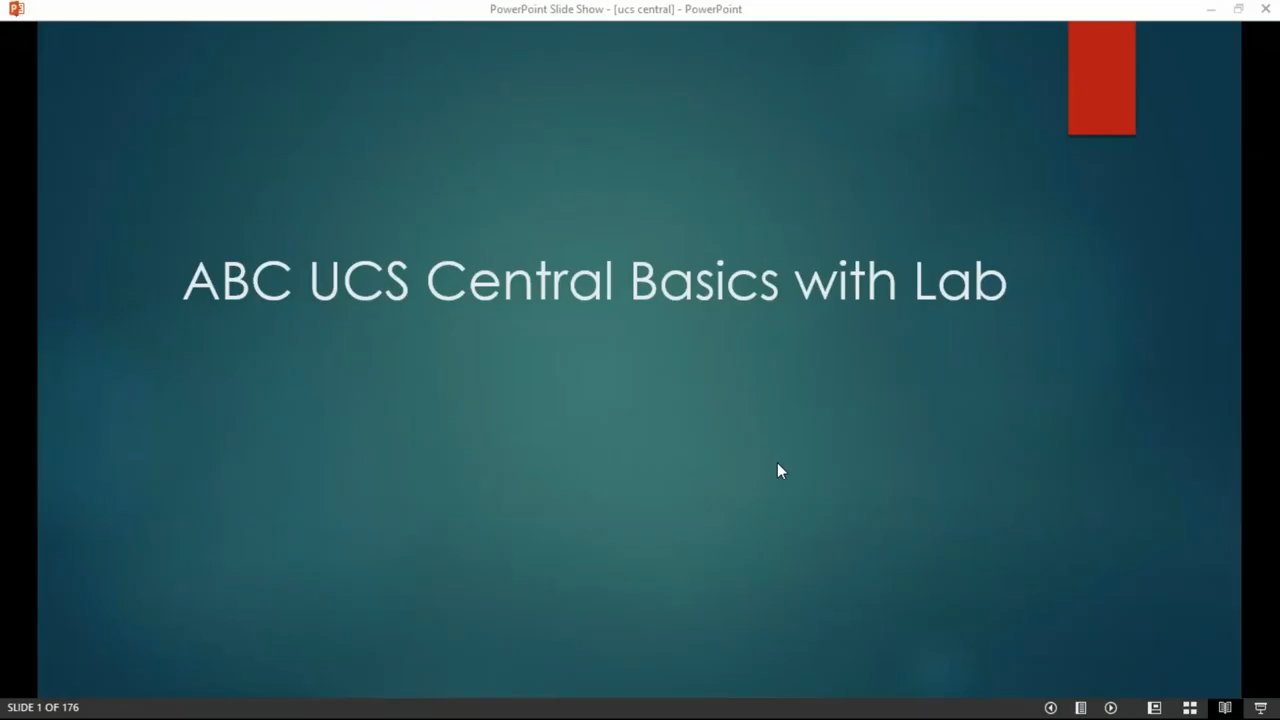 PowerPoint Slide Show - [ucs central] - PowerPoint
ABC UCS Central Basics with Lab
SLIDE 1 OF 176